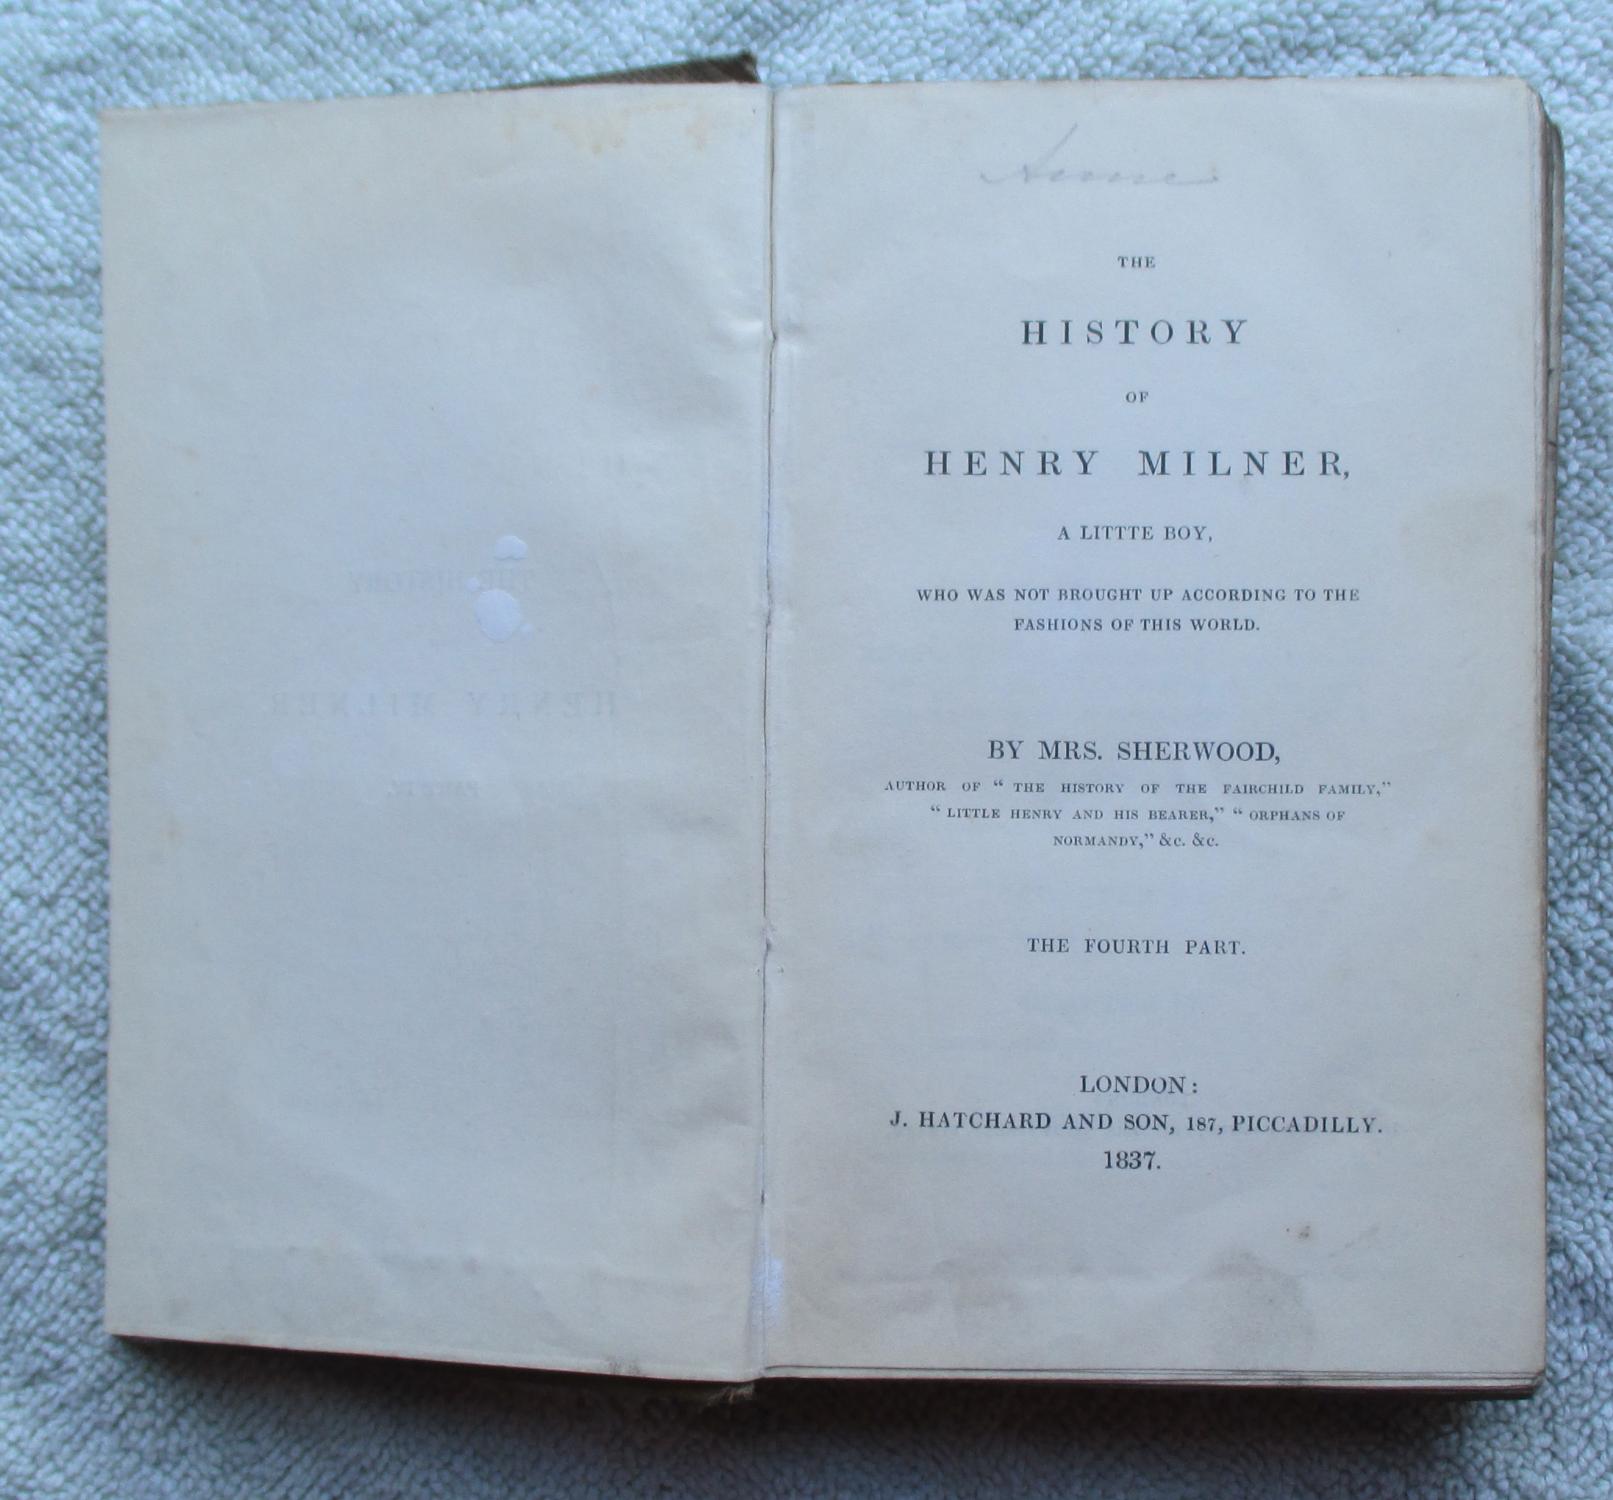 THE
HISTORY
OF
HENRY MILNER,
A LITTTE BOY,
WHO WAS NOT BROUGHT UP ACCORDING TO THE
FASHIONS OF THIS WORLD.
BY MRS. SHERWOOD,
AUTHOR OF “ THE HISTORY OF THE FAIRCHILD FAMILY,”
“ LITTLE HENRY AND HIS BEARER,” “ ORPHANS OF
NORMANDY,” &c. &c.
THE FOURTH PART.
LONDON:
J. HATCHARD AND SON, 187, PICCADILLY.
1837.